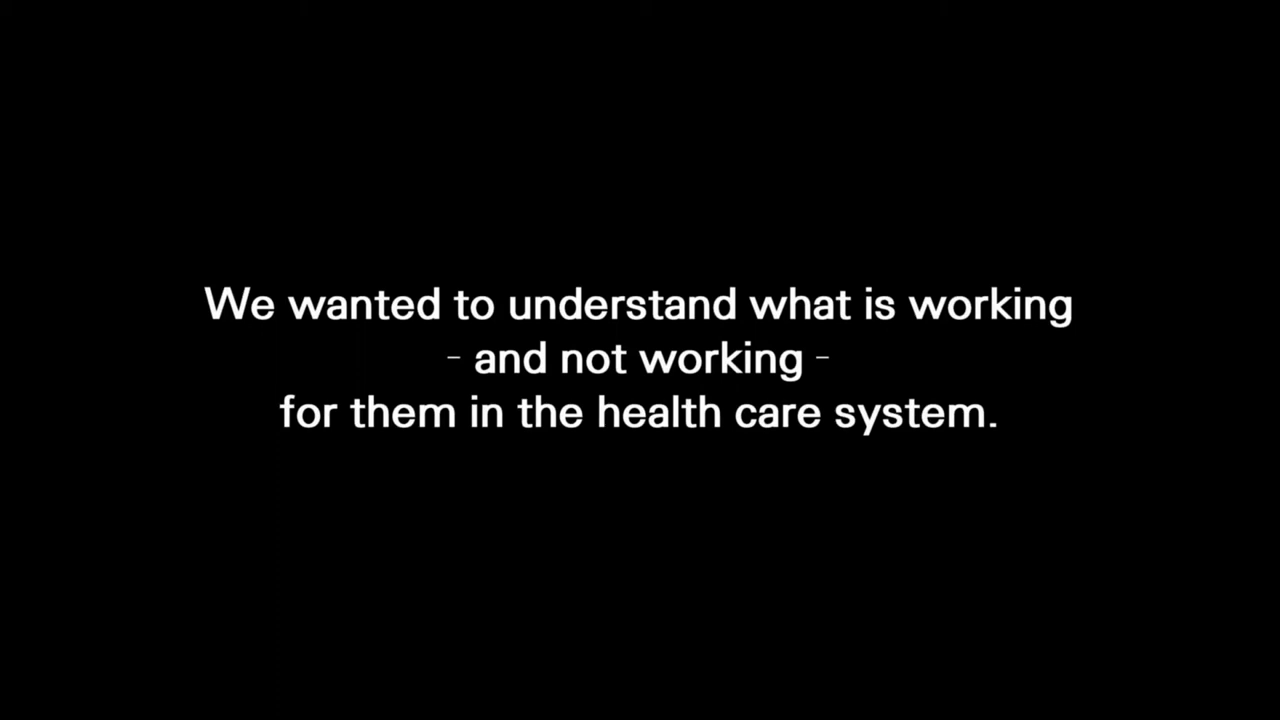 We wanted to understand what is working
- and not working -
for them in the health care system.